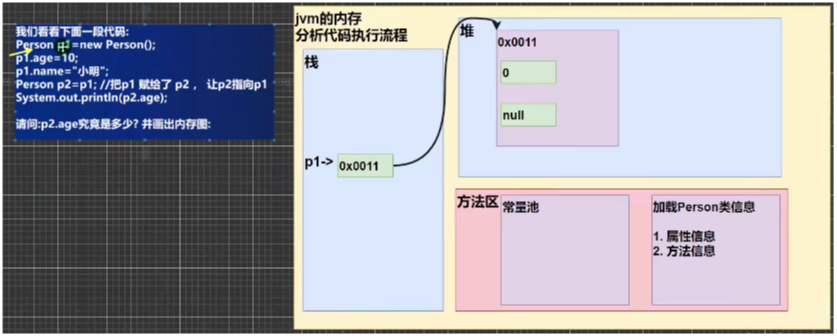 我们看看下面一段代码:
Person p1=new Person();
p1.age=10;
p1.name="小明";
Person p2=p1; //把p1 赋给了 p2 ， 让p2指向p1
System.out.println(p2.age);
请问:p2.age究竟是多少? 并画出内存图:
jvm的内存
分析代码执行流程
栈
p1->
0x0011
堆
0x0011
0
null
方法区
常量池
加载Person类信息
1. 属性信息
2. 方法信息